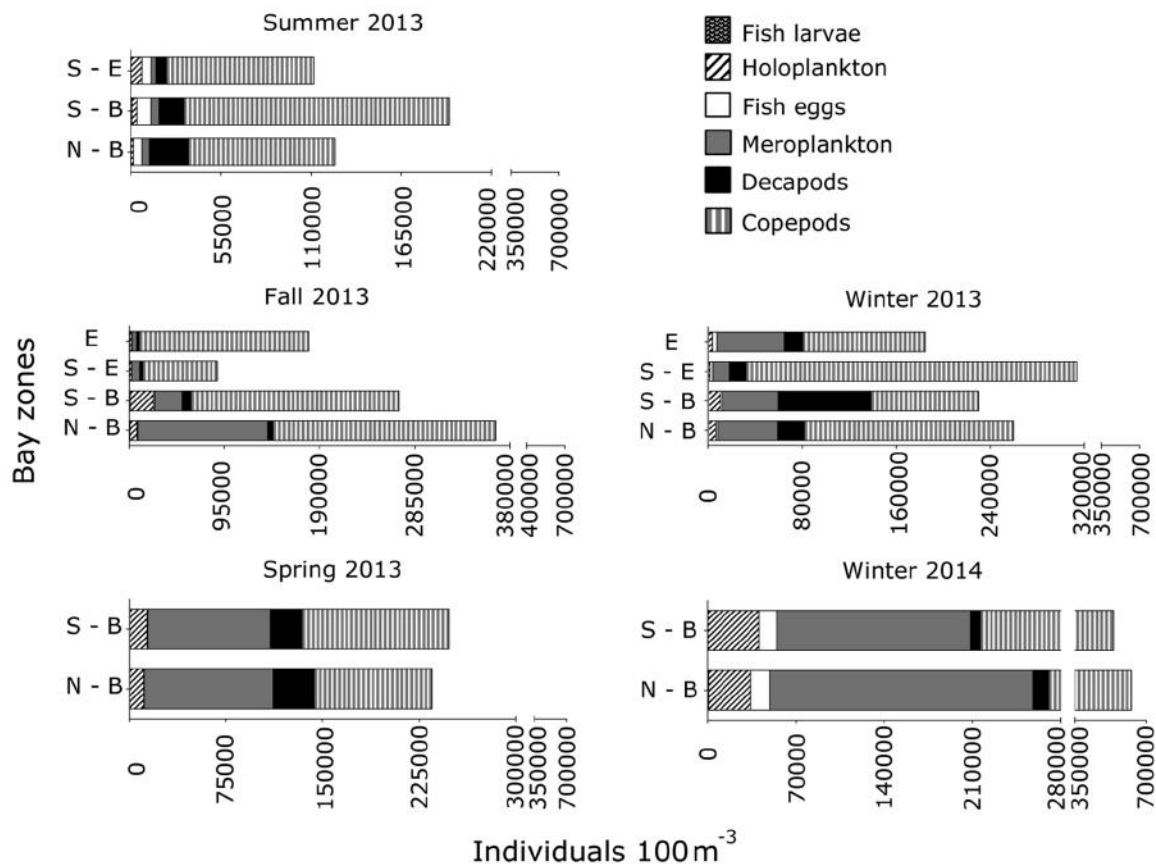 Summer 2013
S - E
S - B
N - B
0
55000
110000
165000
220000
350000
700000
Fish larvae
Holoplankton
Fish eggs
Meroplankton
Decapods
Copepods
Bay zones
Fall 2013
E
S - E
S - B
N - B
0
95000
190000
285000
380000
400000
700000
Winter 2013
E
S - E
S - B
N - B
0
80000
160000
240000
320000
350000
700000
Spring 2013
S - B
N - B
0
75000
150000
225000
300000
350000
700000
Winter 2014
S - B
N - B
0
70000
140000
210000
280000
350000
700000
Individuals 100m⁻³